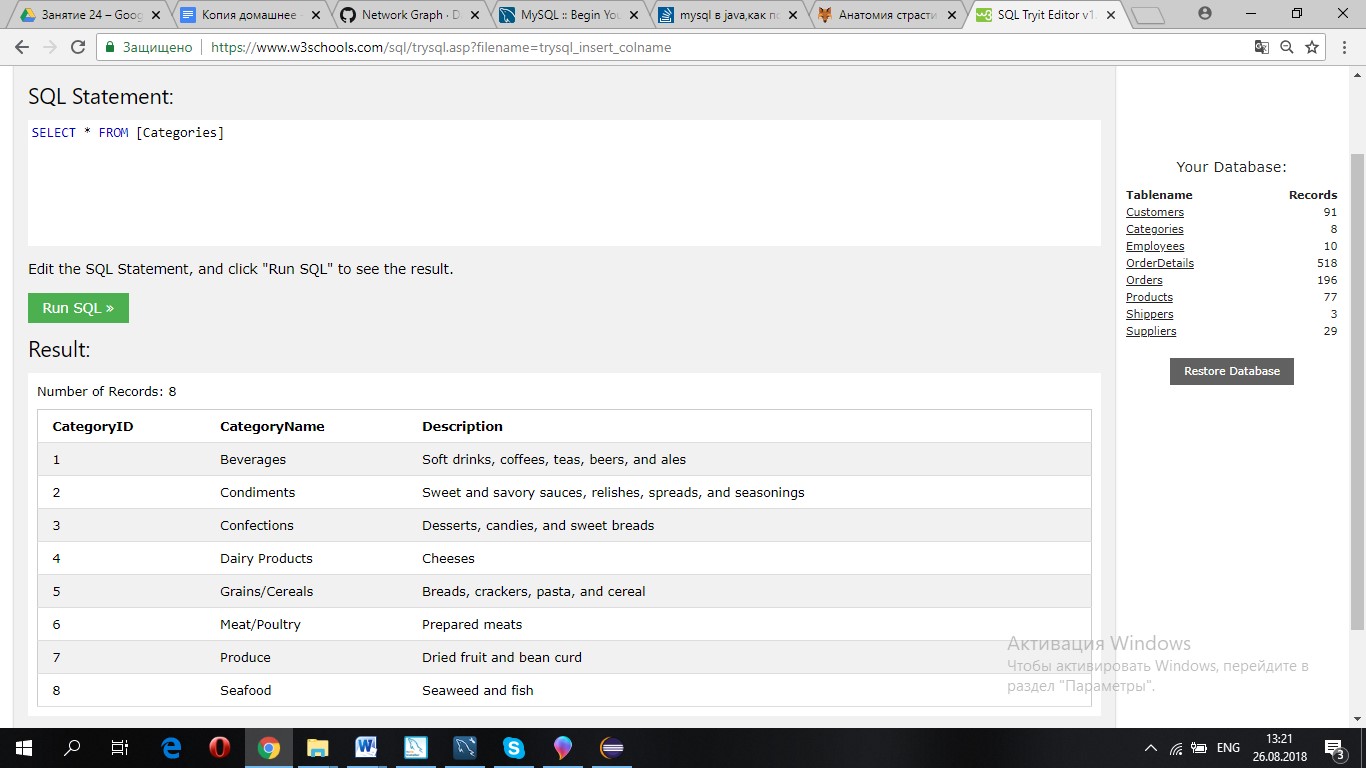 Занятие 24 – Goog
Копия домашнее
Network Graph · D
MySQL :: Begin You
mysql в java,как по
Анатомия страсти
SQL Tryit Editor v1.
Защищено
https://www.w3schools.com/sql/trysql.asp?filename=trysql_insert_colname
SQL Statement:
SELECT * FROM [Categories]
Edit the SQL Statement, and click "Run SQL" to see the result.
Run SQL »
Result:
Number of Records: 8
CategoryID CategoryName Description
1 Beverages Soft drinks, coffees, teas, beers, and ales
2 Condiments Sweet and savory sauces, relishes, spreads, and seasonings
3 Confections Desserts, candies, and sweet breads
4 Dairy Products Cheeses
5 Grains/Cereals Breads, crackers, pasta, and cereal
6 Meat/Poultry Prepared meats
7 Produce Dried fruit and bean curd
8 Seafood Seaweed and fish
Your Database:
Tablename Records
Customers 91
Categories 8
Employees 10
OrderDetails 518
Orders 196
Products 77
Shippers 3
Suppliers 29
Restore Database
Активация Windows
Чтобы активировать Windows, перейдите в
раздел "Параметры".
ENG
13:21
26.08.2018
3